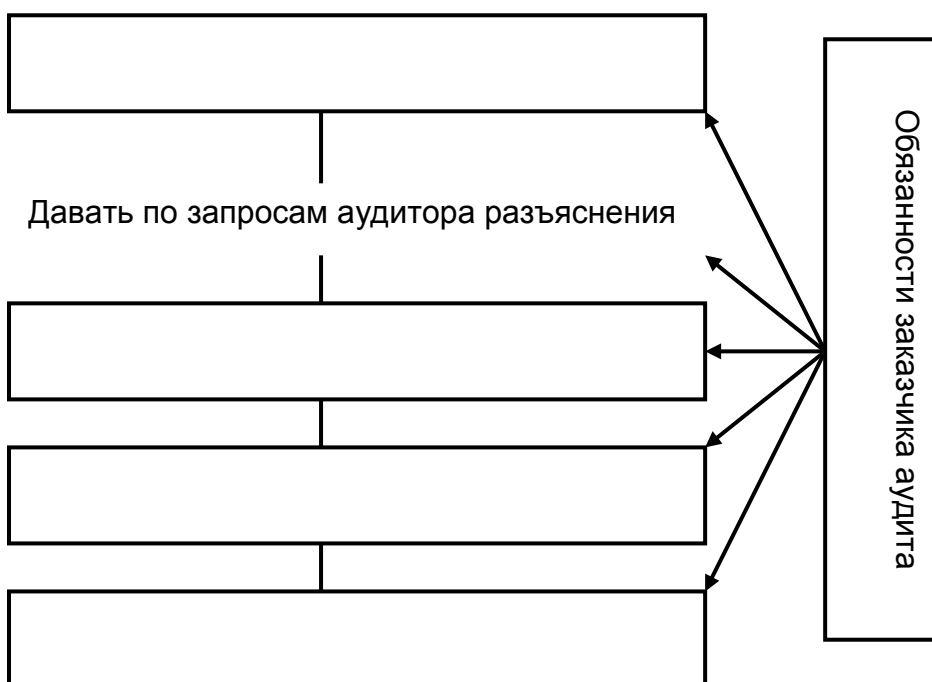 Давать по запросам аудитора разъяснения
Обязанности заказчика аудита